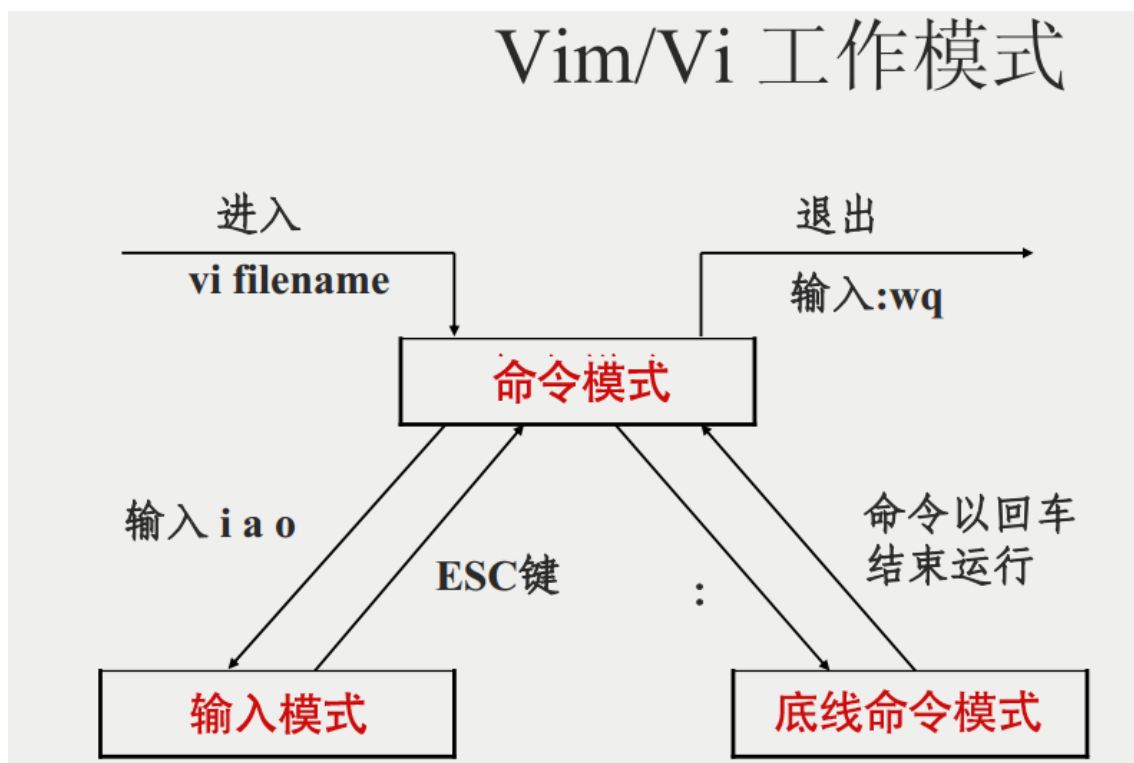 Vim/Vi 工作模式
进入
vi filename
退出
输入:wq
命令模式
输入 i a o
ESC键
:
命令以回车
结束运行
输入模式
底线命令模式